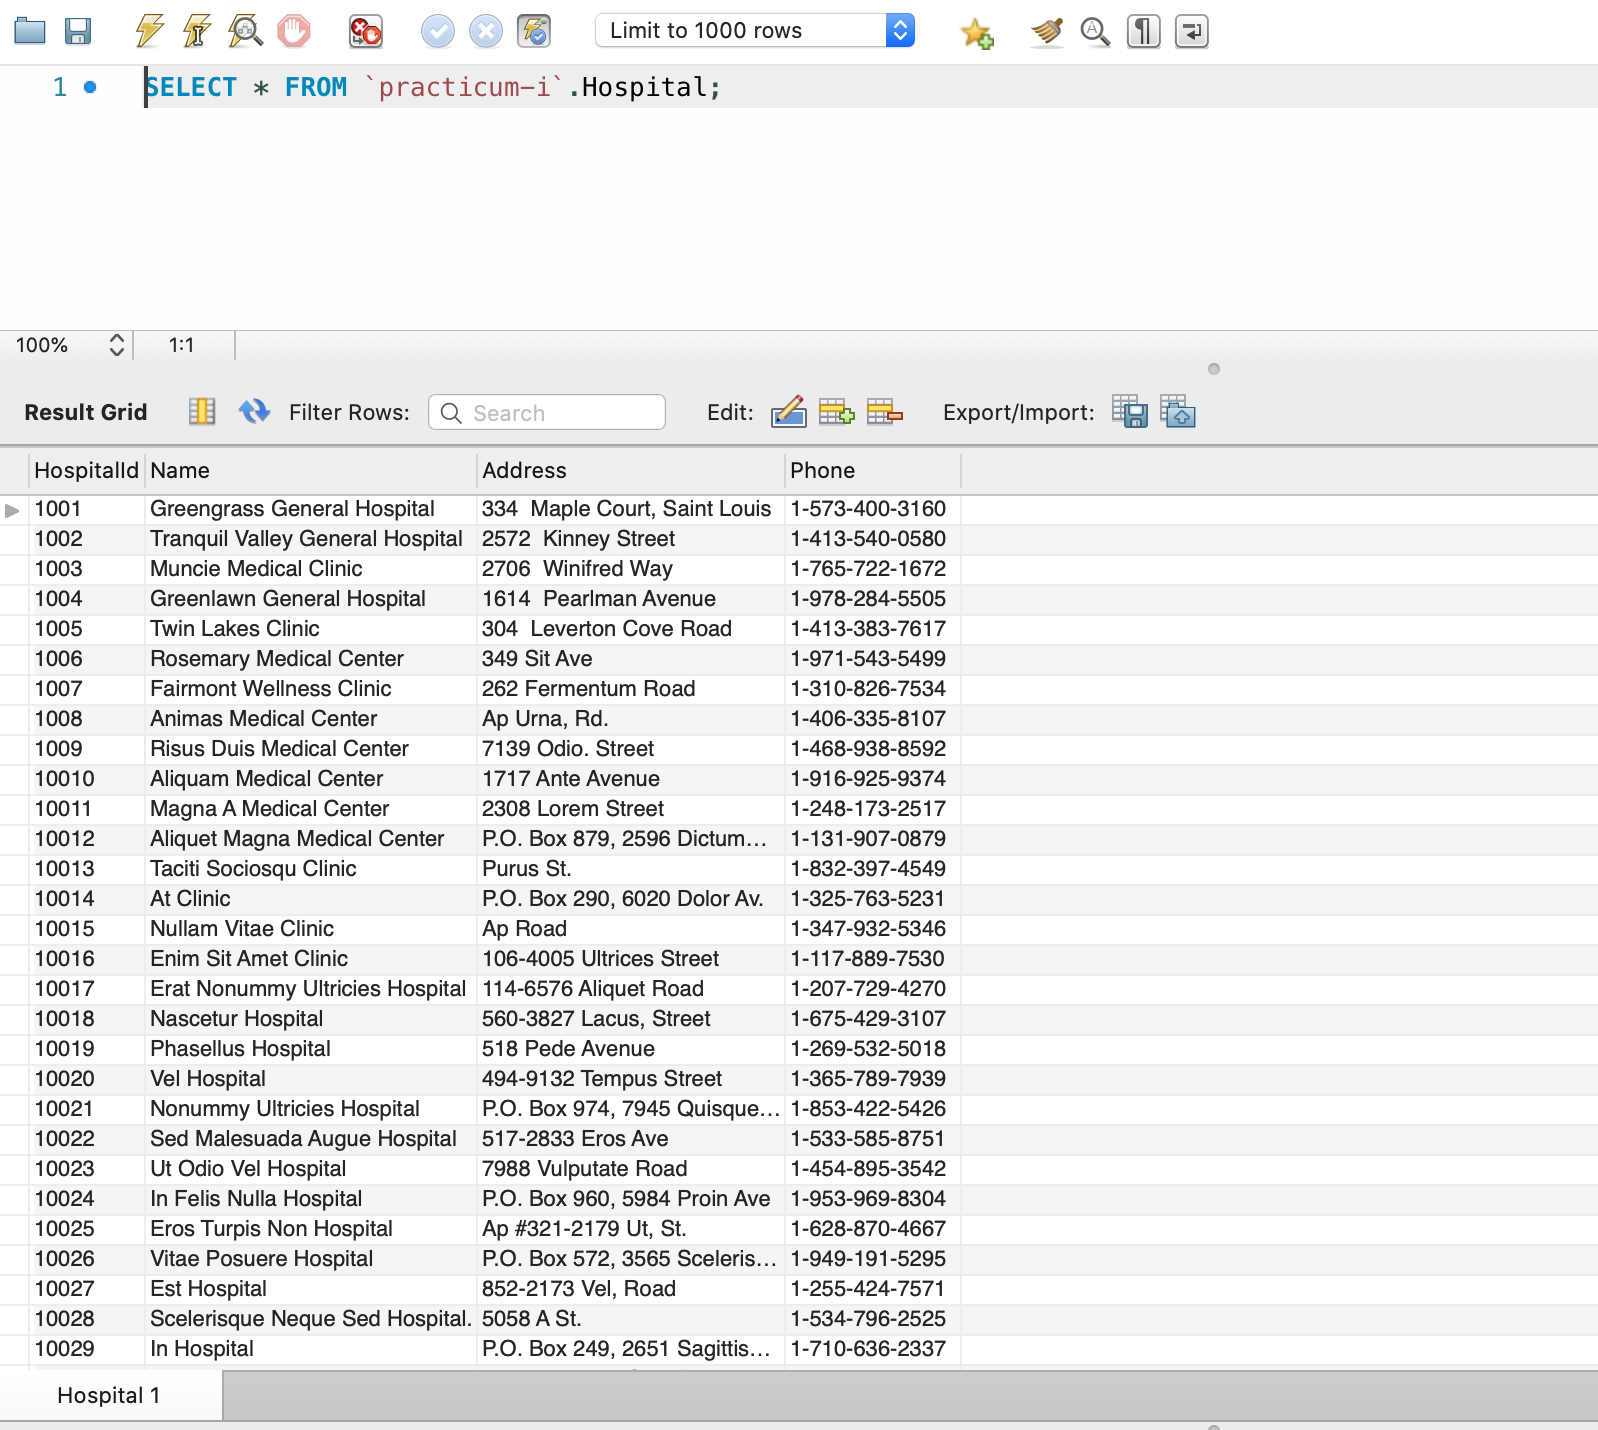 Limit to 1000 rows
1 SELECT * FROM `practicum-i`.Hospital;
100% 1:1
Result Grid Filter Rows: Search Edit: Export/Import:
HospitalId Name Address Phone
1001 Greengrass General Hospital 334  Maple Court, Saint Louis 1-573-400-3160
1002 Tranquil Valley General Hospital 2572  Kinney Street 1-413-540-0580
1003 Muncie Medical Clinic 2706  Winifred Way 1-765-722-1672
1004 Greenlawn General Hospital 1614  Pearlman Avenue 1-978-284-5505
1005 Twin Lakes Clinic 304  Leverton Cove Road 1-413-383-7617
1006 Rosemary Medical Center 349 Sit Ave 1-971-543-5499
1007 Fairmont Wellness Clinic 262 Fermentum Road 1-310-826-7534
1008 Animas Medical Center Ap Urna, Rd. 1-406-335-8107
1009 Risus Duis Medical Center 7139 Odio. Street 1-468-938-8592
10010 Aliquam Medical Center 1717 Ante Avenue 1-916-925-9374
10011 Magna A Medical Center 2308 Lorem Street 1-248-173-2517
10012 Aliquet Magna Medical Center P.O. Box 879, 2596 Dictum... 1-131-907-0879
10013 Taciti Sociosqu Clinic Purus St. 1-832-397-4549
10014 At Clinic P.O. Box 290, 6020 Dolor Av. 1-325-763-5231
10015 Nullam Vitae Clinic Ap Road 1-347-932-5346
10016 Enim Sit Amet Clinic 106-4005 Ultrices Street 1-117-889-7530
10017 Erat Nonummy Ultricies Hospital 114-6576 Aliquet Road 1-207-729-4270
10018 Nascetur Hospital 560-3827 Lacus, Street 1-675-429-3107
10019 Phasellus Hospital 518 Pede Avenue 1-269-532-5018
10020 Vel Hospital 494-9132 Tempus Street 1-365-789-7939
10021 Nonummy Ultricies Hospital P.O. Box 974, 7945 Quisque... 1-853-422-5426
10022 Sed Malesuada Augue Hospital 517-2833 Eros Ave 1-533-585-8751
10023 Ut Odio Vel Hospital 7988 Vulputate Road 1-454-895-3542
10024 In Felis Nulla Hospital P.O. Box 960, 5984 Proin Ave 1-953-969-8304
10025 Eros Turpis Non Hospital Ap #321-2179 Ut, St. 1-628-870-4667
10026 Vitae Posuere Hospital P.O. Box 572, 3565 Sceleris... 1-949-191-5295
10027 Est Hospital 852-2173 Vel, Road 1-255-424-7571
10028 Scelerisque Neque Sed Hospital. 5058 A St. 1-534-796-2525
10029 In Hospital P.O. Box 249, 2651 Sagittis... 1-710-636-2337
Hospital 1